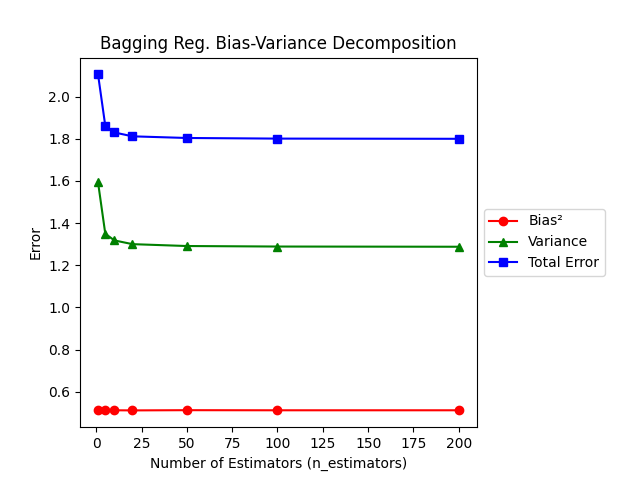 Bagging Reg. Bias-Variance Decomposition
2.0
1.8
1.6
1.4
1.2
1.0
0.8
0.6
Error
0 25 50 75 100 125 150 175 200
Number of Estimators (n_estimators)
Bias²
Variance
Total Error